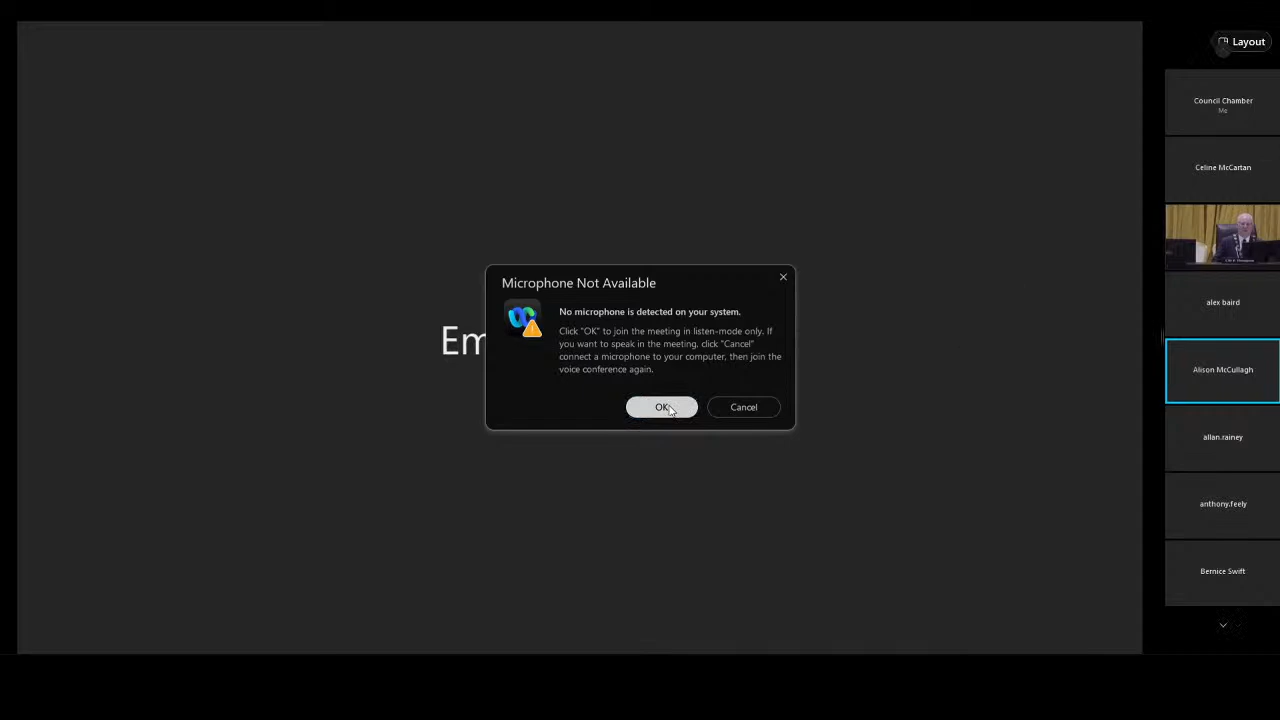 Layout
Council Chamber
Me
Celine McCartan
Microphone Not Available
No microphone is detected on your system.
Click "OK" to join the meeting in listen-mode only. If
you want to speak in the meeting, click "Cancel"
connect a microphone to your computer, then join the
voice conference again.
OK
Cancel
Em
alex baird
Alison McCullagh
allan.rainey
anthony.feely
Bernice Swift